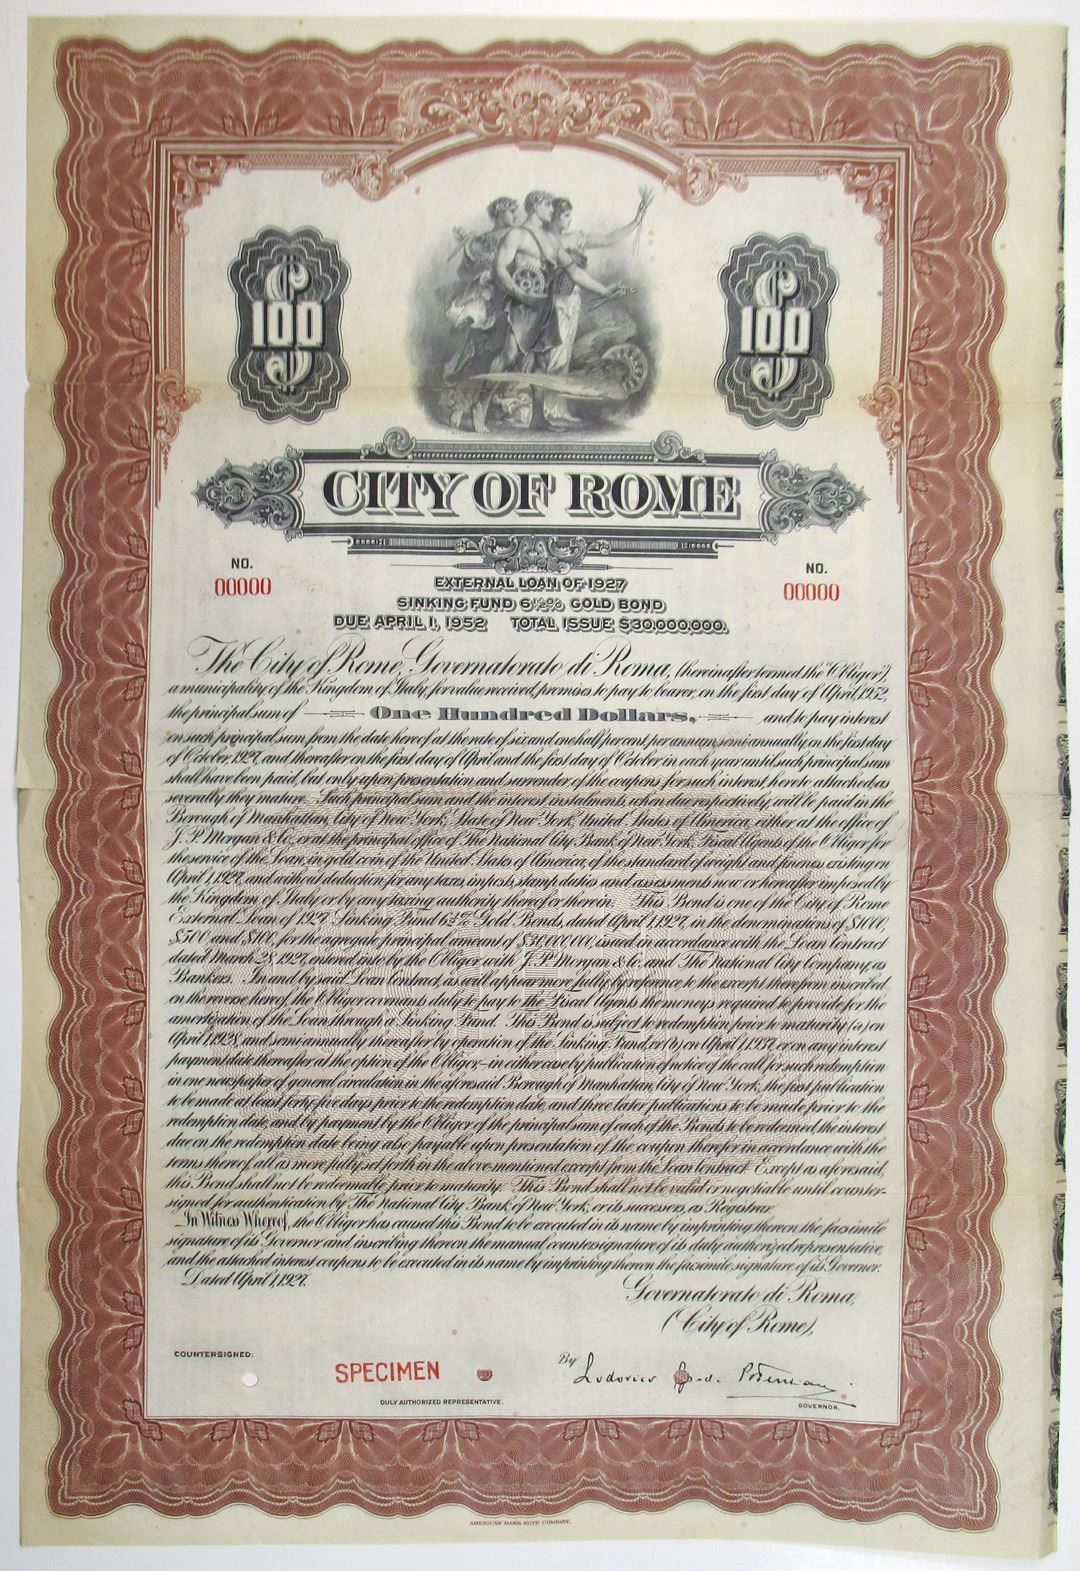 $ 100
$ 100
CITY OF ROME
NO.
00000
NO.
00000
EXTERNAL LOAN OF 1927
SINKING FUND 6½% GOLD BOND
DUE APRIL 1, 1952 TOTAL ISSUE $30,000,000.
The City of Rome, Governatorato di Roma, (hereinafter termed the "Obligor"),
a municipality of the Kingdom of Italy, for value received, promises to pay to bearer, on the first day of April 1952,
the principal sum of One Hundred Dollars, and to pay interest
on such principal sum from the date hereof at the rate of six and one half per cent. per annum, semi-annually, on the first day
of October, 1927, and thereafter on the first day of April and the first day of October in each year until such principal sum
shall have been paid, but only upon presentation and surrender of the coupons for such interest, hereto attached, as
severally they mature. Such principal sum and the interest instalments, when due respectively, will be paid in the
Borough of Manhattan, City of New York, State of New York, United States of America, either at the office of
J. P. Morgan & Co., or at the principal office of The National City Bank of New York, Fiscal Agents of the Obligor for
the service of the Loan, in gold coin of the United States of America, of the standard of weight and fineness existing on
April 1, 1927, and without deduction for any taxes, imposts, stamp duties and assessments now or hereafter imposed by
the Kingdom of Italy or by any taxing authority thereof or therein. This Bond is one of the City of Rome
External Loan of 1927 Sinking Fund 6½% Gold Bonds, dated April 1, 1927, in the denominations of $1000,
$500 and $100, for the agregate principal amount of $30,000,000, issued in accordance with the Loan Contract
dated March 28, 1927, entered into by the Obligor with J. P. Morgan & Co. and The National City Company, as
Bankers. In and by said Loan Contract, as will appear more fully by reference to the excerpt therefrom inscribed
on the reverse hereof, the Obligor covenants duly to pay to the Fiscal Agents the moneys required to provide for the
amortization of the Loan through a Sinking Fund. This Bond is subject to redemption prior to maturity (a) on
April 1, 1928, and semi-annually thereafter by operation of the Sinking Fund, or (b) on April 1, 1937, or on any interest
payment date thereafter at the option of the Obligor,—in either case by publication of notice of the call for such redemption
in one newspaper of general circulation in the aforesaid Borough of Manhattan, City of New York, the first publication
to be made at least forty-five days prior to the redemption date, and three later publications to be made prior to the
redemption date, and by payment by the Obligor of the principal sum of each of the Bonds to be redeemed, the interest
due on the redemption date being also payable upon presentation of the coupon therefor in accordance with the
terms thereof, all as more fully set forth in the above-mentioned excerpt from the Loan Contract. Except as aforesaid,
this Bond shall not be redeemable prior to maturity. This Bond shall not be valid or negotiable until counter-
signed for authentication by The National City Bank of New York, or its successors, as Registrar.
In Witness Whereof, the Obligor has caused this Bond to be executed in its name by imprinting thereon the facsimile
signature of its Governor and inscribing thereon the manual countersignature of its duly authorized representative,
and the attached interest coupons to be executed in its name by imprinting thereon the facsimile signature of its Governor.
Dated April 1, 1927.
Governatorato di Roma,
(City of Rome),
COUNTERSIGNED:
SPECIMEN
By Ludovico Potenziani
DULY AUTHORIZED REPRESENTATIVE.
GOVERNOR.
AMERICAN BANK NOTE COMPANY.